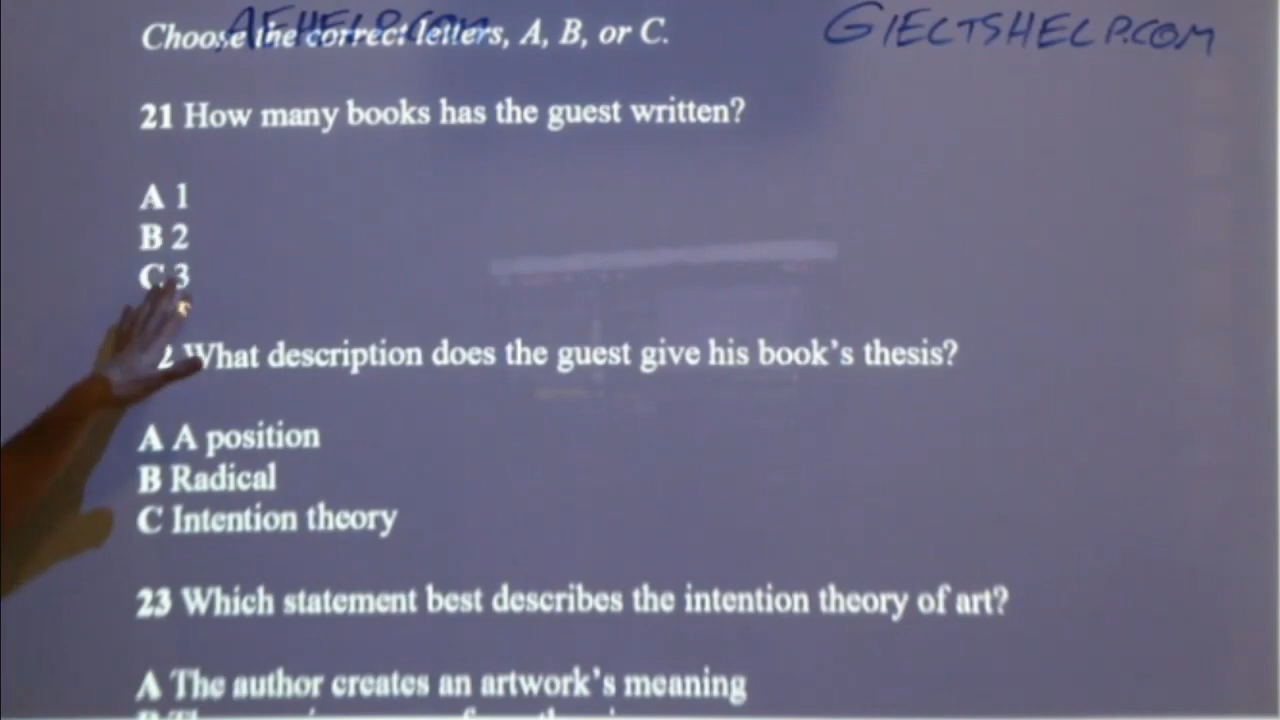 AEHELP.COM
GIELTSHELP.COM
Choose the correct letters, A, B, or C.
21 How many books has the guest written?
A 1
B 2
C 3
What description does the guest give his book's thesis?
A A position
B Radical
C Intention theory
23 Which statement best describes the intention theory of art?
A The author creates an artwork's meaning